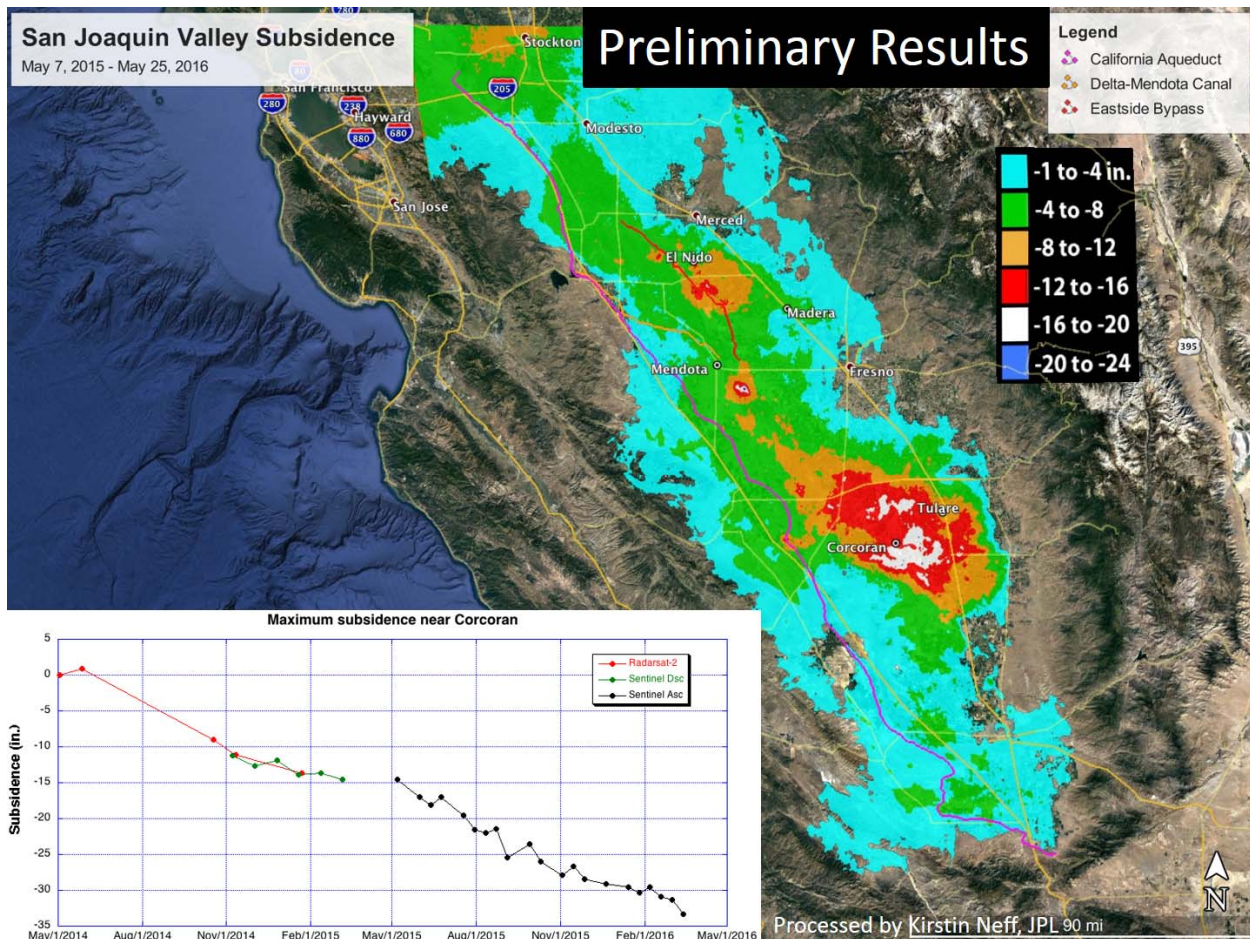 San Joaquin Valley Subsidence
May 7, 2015 - May 25, 2016
Preliminary Results
Legend
California Aqueduct
Delta-Mendota Canal
Eastside Bypass
-1 to -4 in.
-4 to -8
-8 to -12
-12 to -16
-16 to -20
-20 to -24
280
80
San Francisco
280
238
Hayward
880
680
205
Stockton
Modesto
San Jose
Merced
El Nido
Madera
Mendota
Fresno
395
Tulare
Corcoran
Maximum subsidence near Corcoran
Radarsat-2
Sentinel Dsc
Sentinel Asc
Subsidence (in.)
5
0
-5
-10
-15
-20
-25
-30
-35
May/1/2014
Aug/1/2014
Nov/1/2014
Feb/1/2015
May/1/2015
Aug/1/2015
Nov/1/2015
Feb/1/2016
May/1/2016
N
Processed by Kirstin Neff, JPL
90 mi